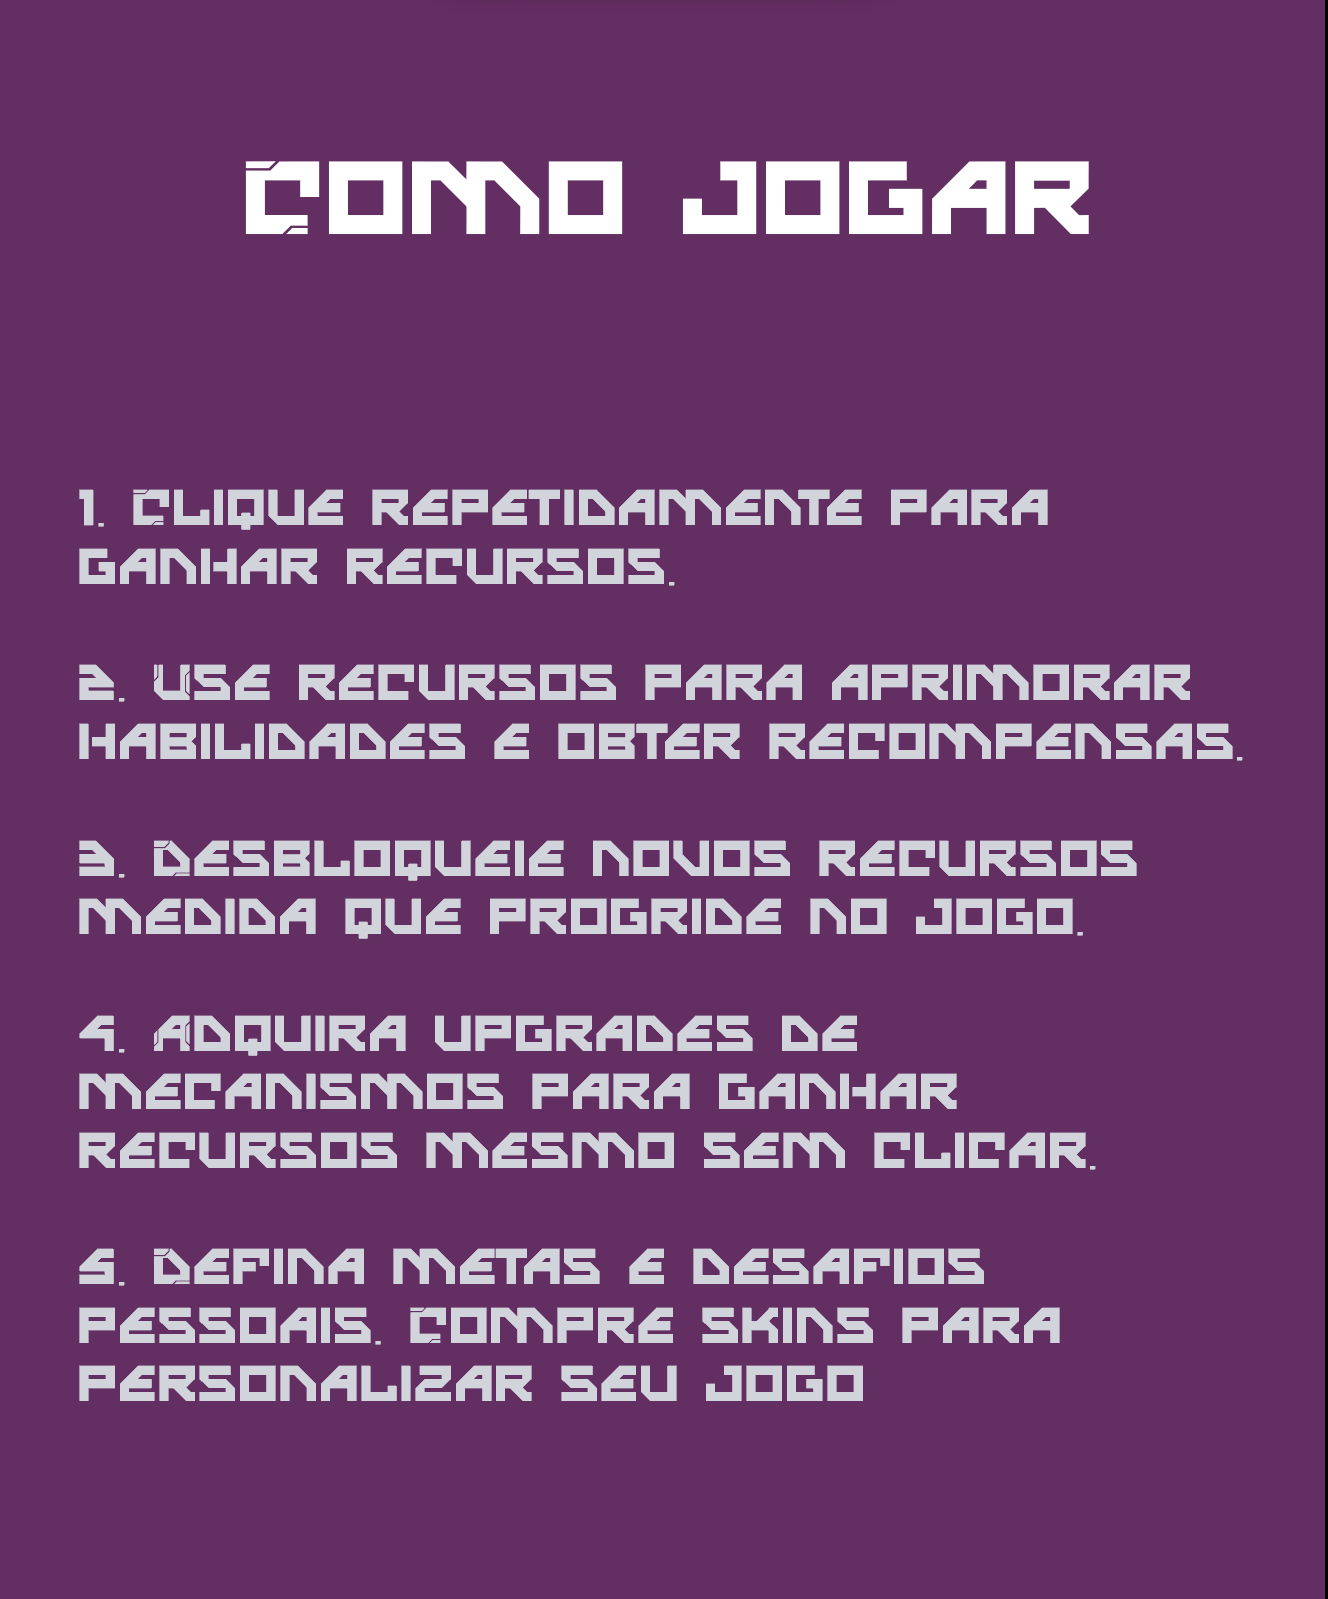 COMO JOGAR
1. CLIQUE REPETIDAMENTE PARA
GANHAR RECURSOS.
2. USE RECURSOS PARA APRIMORAR
HABILIDADES E OBTER RECOMPENSAS.
3. DESBLOQUEIE NOVOS RECURSOS
MEDIDA QUE PROGRIDE NO JOGO.
4. ADQUIRA UPGRADES DE
MECANISMOS PARA GANHAR
RECURSOS MESMO SEM CLICAR.
5. DEFINA METAS E DESAFIOS
PESSOAIS. COMPRE SKINS PARA
PERSONALIZAR SEU JOGO